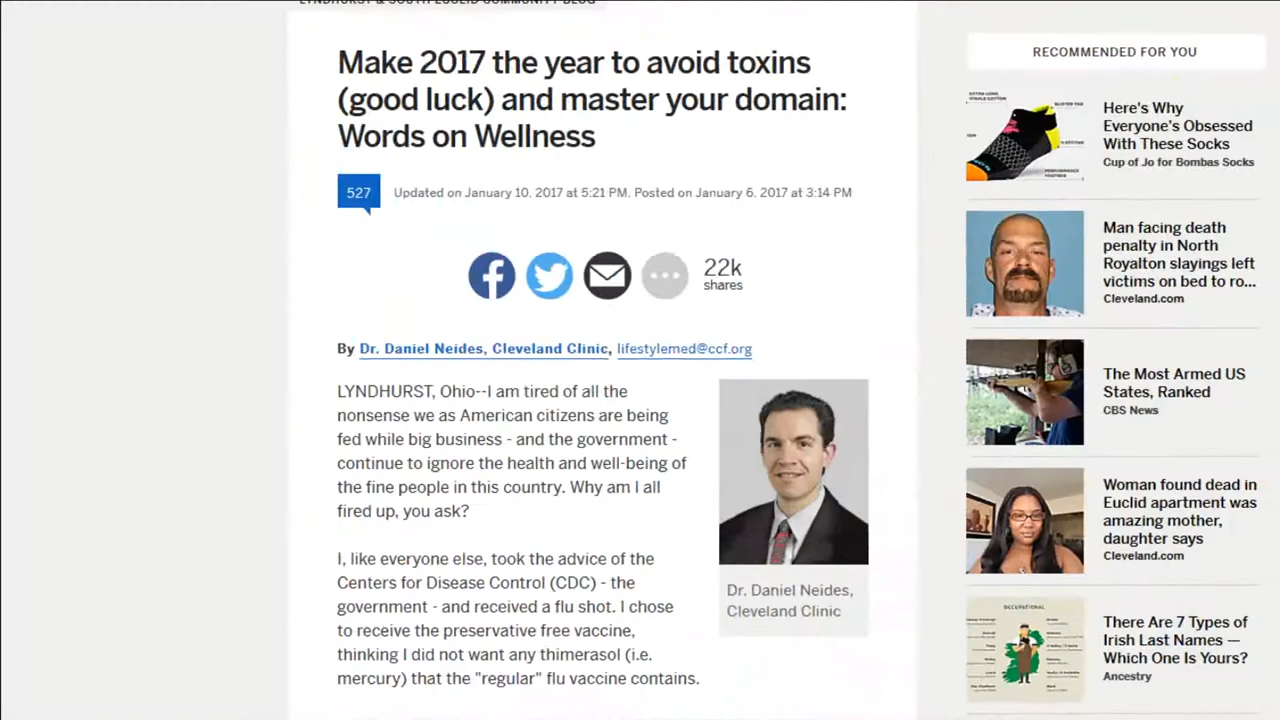 LYNDHURST & SOUTH EUCLID COMMUNITY BLOG
Make 2017 the year to avoid toxins
(good luck) and master your domain:
Words on Wellness
527
Updated on January 10, 2017 at 5:21 PM. Posted on January 6, 2017 at 3:14 PM
22k
shares
By Dr. Daniel Neides, Cleveland Clinic, lifestylemed@ccf.org
LYNDHURST, Ohio--I am tired of all the
nonsense we as American citizens are being
fed while big business - and the government -
continue to ignore the health and well-being of
the fine people in this country. Why am I all
fired up, you ask?
I, like everyone else, took the advice of the
Centers for Disease Control (CDC) - the
government - and received a flu shot. I chose
to receive the preservative free vaccine,
thinking I did not want any thimerosol (i.e.
ury) that the "regular" flu vaccine contains.
Dr. Daniel Neides,
Cleveland Clinic
RECOMMENDED FOR YOU
Here's Why
Everyone's Obsessed
With These Socks
Cup of Jo for Bombas Socks
Man facing death
penalty in North
Royalton slayings left
victims on bed to ro...
Cleveland.com
The Most Armed US
States, Ranked
CBS News
Woman found dead in
Euclid apartment was
amazing mother,
daughter says
Cleveland.com
OCCUPATIONAL
There Are 7 Types of
Irish Last Names —
Which One Is Yours?
Ancestry